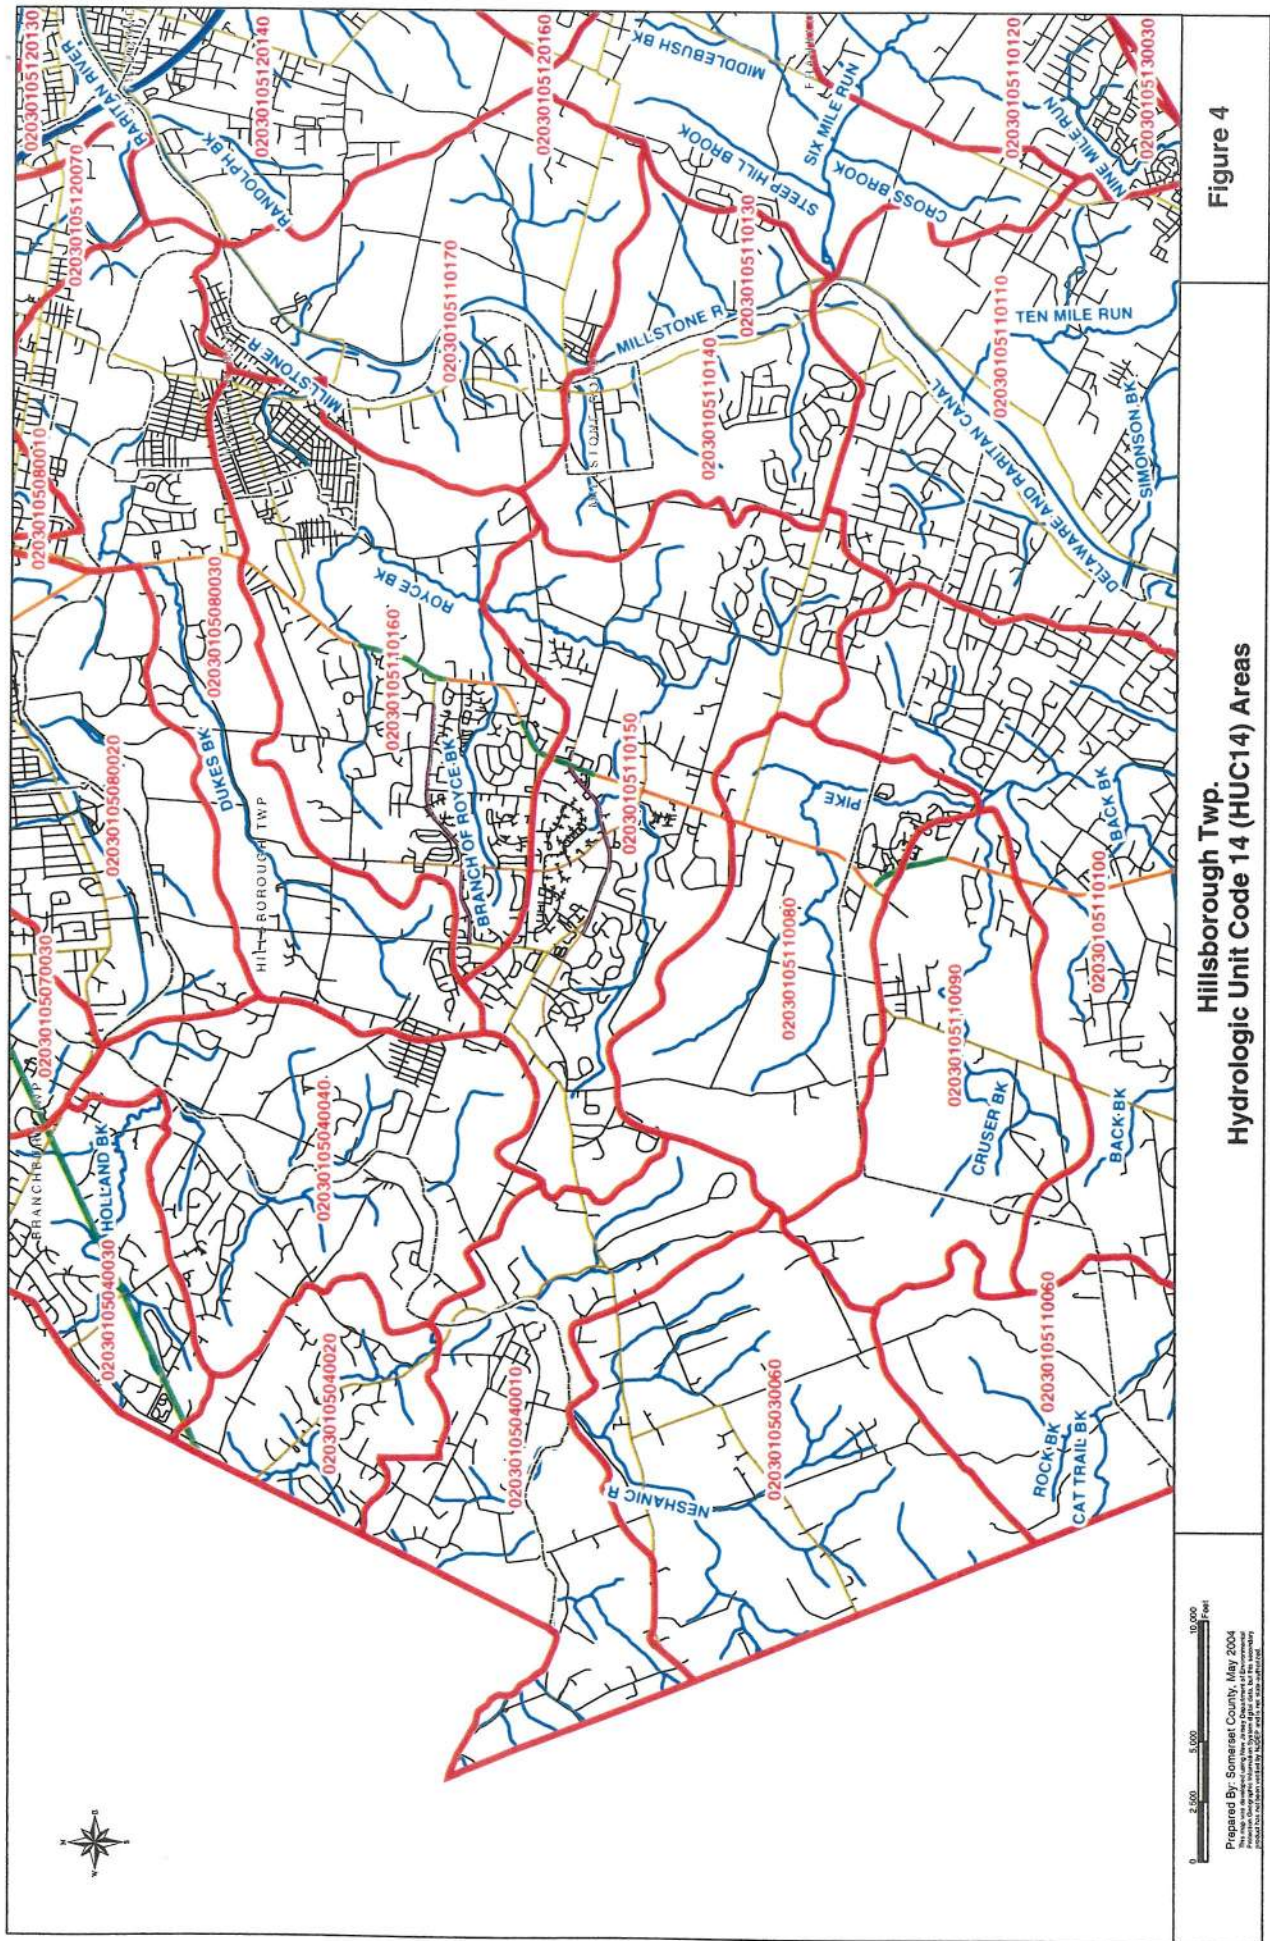 02030105120130
RARITAN RIVER
02030105120070
02030105120140
RANDOLPH BK
02030105120160
MIDDLEBUSH BK
SIX MILE RUN
STEEP HILL BROOK
CROSS BROOK
02030105110120
NINE MILE RUN
02030105130030
02030105110130
02030105110170
MILLSTONE R
MILLSTONE R
02030105110140
02030105110110
TEN MILE RUN
DELAWARE AND RARITAN CANAL
SIMONSON BK
02030105080010
02030105080030
ROYCE BK
02030105110160
DUKES BK
02030105080020
HILLSBOROUGH TWP
BRANCH OF ROYCE BK
02030105110150
PIKE
BACK BK
02030105110100
02030105110080
02030105110090
CRUSER BK
BACK BK
02030105070030
HOLLAND BK
02030105040040
02030105040030
02030105040020
02030105040010
02030105030060
NESHANIC R
02030105110060
ROCK BK
CAT TRAIL BK
N
W
S
Hillsborough Twp.
Hydrologic Unit Code 14 (HUC14) Areas
Figure 4
0 2,500 5,000 10,000
Feet
Prepared By: Somerset County, May 2004